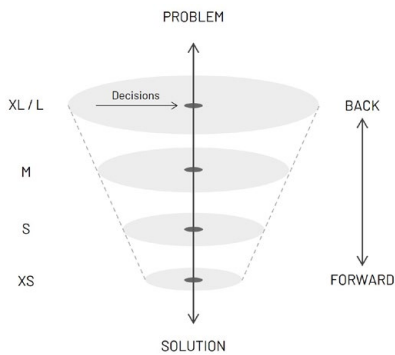 PROBLEM
XL / L
Decisions
BACK
M
S
XS
FORWARD
SOLUTION